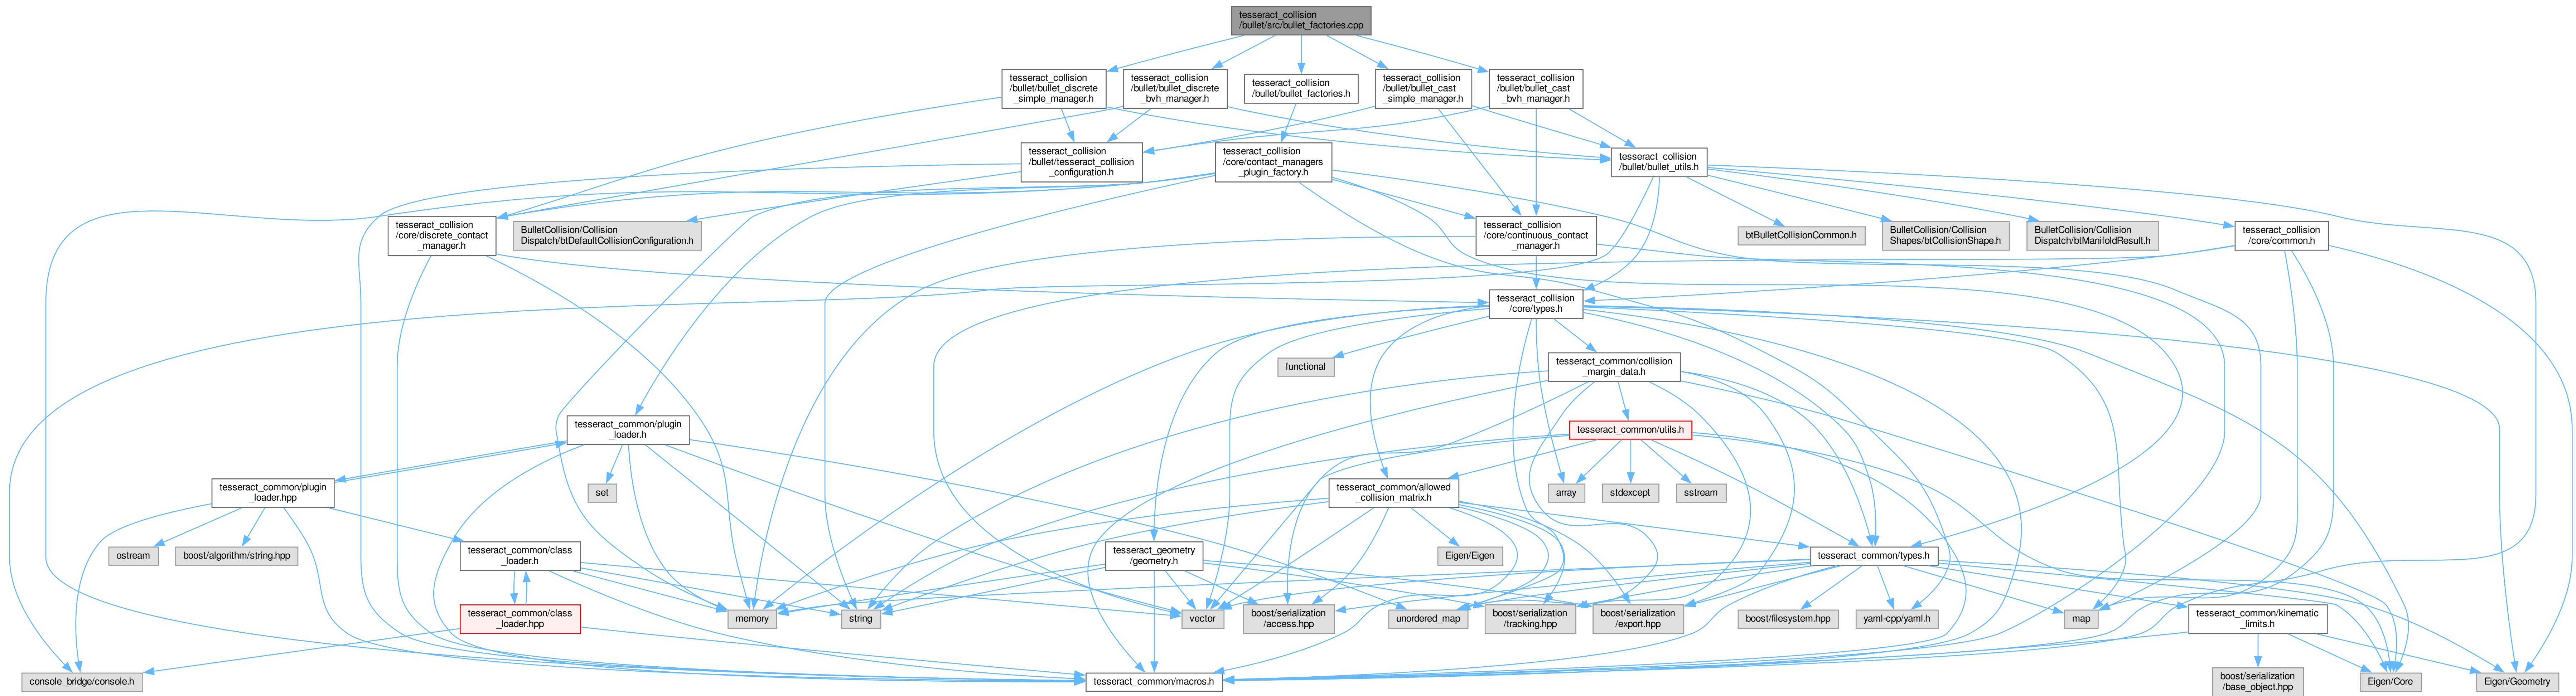 tesseract_collision
/bullet/src/bullet_factories.cpp
tesseract_collision
/bullet/bullet_discrete
_simple_manager.h
tesseract_collision
/bullet/bullet_discrete
_bvh_manager.h
tesseract_collision
/bullet/bullet_factories.h
tesseract_collision
/bullet/bullet_cast
_simple_manager.h
tesseract_collision
/bullet/bullet_cast
_bvh_manager.h
tesseract_collision
/bullet/tesseract_collision
_configuration.h
tesseract_collision
/core/contact_managers
_plugin_factory.h
tesseract_collision
/bullet/bullet_utils.h
tesseract_collision
/core/discrete_contact
_manager.h
BulletCollision/Collision
Dispatch/btDefaultCollisionConfiguration.h
tesseract_collision
/core/continuous_contact
_manager.h
btBulletCollisionCommon.h
BulletCollision/Collision
Shapes/btCollisionShape.h
BulletCollision/Collision
Dispatch/btManifoldResult.h
tesseract_collision
/core/common.h
tesseract_collision
/core/types.h
functional
tesseract_common/collision
_margin_data.h
tesseract_common/plugin
_loader.h
tesseract_common/utils.h
tesseract_common/plugin
_loader.hpp
set
tesseract_common/allowed
_collision_matrix.h
array
stdexcept
sstream
ostream
boost/algorithm/string.hpp
tesseract_common/class
_loader.h
tesseract_geometry
/geometry.h
Eigen/Eigen
tesseract_common/types.h
tesseract_common/class
_loader.hpp
memory
string
vector
boost/serialization
/access.hpp
unordered_map
boost/serialization
/tracking.hpp
boost/serialization
/export.hpp
boost/filesystem.hpp
yaml-cpp/yaml.h
map
tesseract_common/kinematic
_limits.h
console_bridge/console.h
tesseract_common/macros.h
boost/serialization
/base_object.hpp
Eigen/Core
Eigen/Geometry